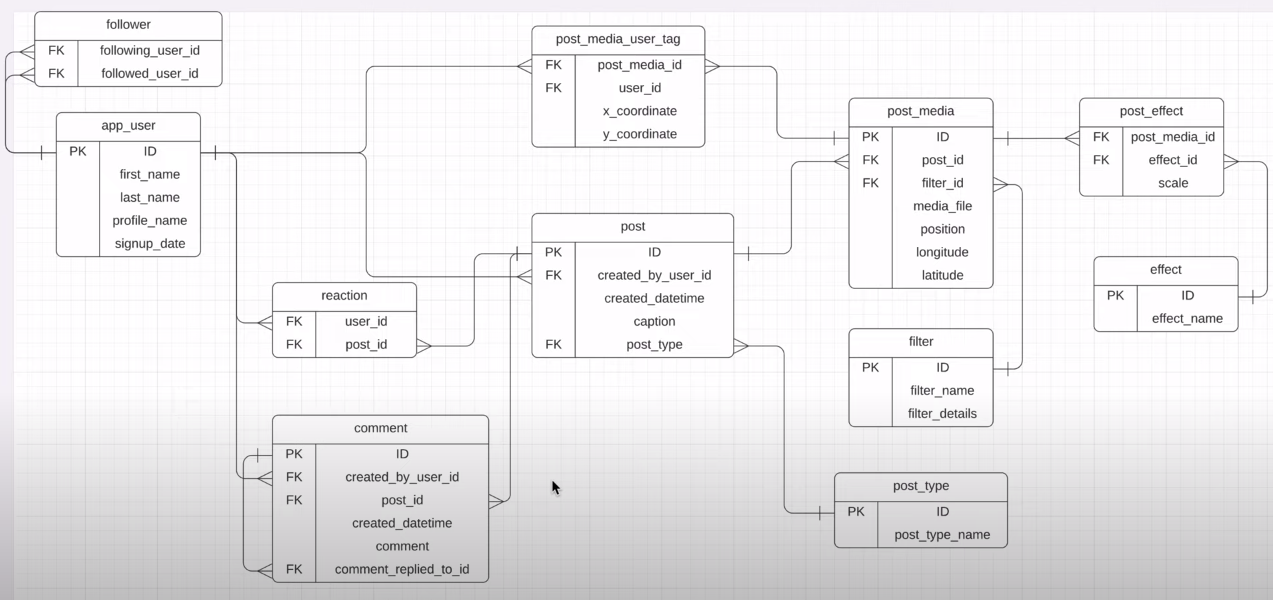 follower
FK following_user_id
FK followed_user_id
app_user
PK ID
first_name
last_name
profile_name
signup_date
reaction
FK user_id
FK post_id
comment
PK ID
FK created_by_user_id
FK post_id
created_datetime
comment
FK comment_replied_to_id
post_media_user_tag
FK post_media_id
FK user_id
x_coordinate
y_coordinate
post
PK ID
FK created_by_user_id
created_datetime
caption
FK post_type
post_media
PK ID
FK post_id
FK filter_id
media_file
position
longitude
latitude
filter
PK ID
filter_name
filter_details
post_type
PK ID
post_type_name
post_effect
FK post_media_id
FK effect_id
scale
effect
PK ID
effect_name